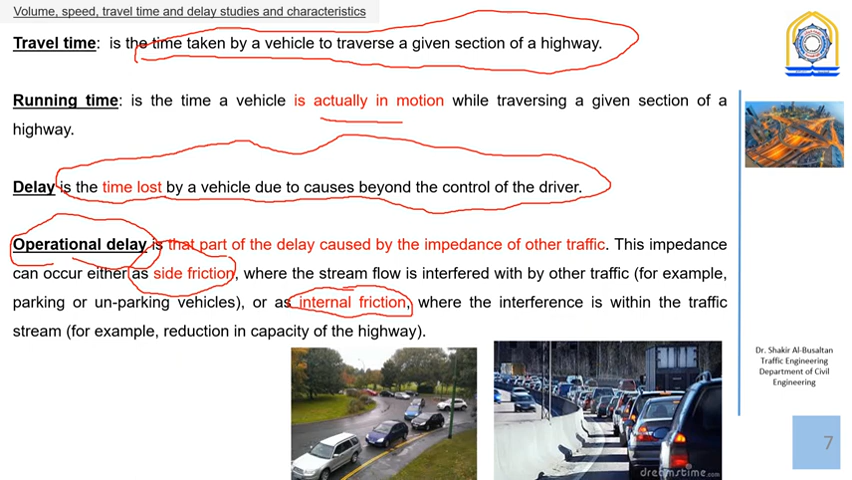 Volume, speed, travel time and delay studies and characteristics
Travel time: is the time taken by a vehicle to traverse a given section of a highway.
Running time: is the time a vehicle is actually in motion while traversing a given section of a
highway.
Delay is the time lost by a vehicle due to causes beyond the control of the driver.
Operational delay is that part of the delay caused by the impedance of other traffic. This impedance
can occur either as side friction, where the stream flow is interfered with by other traffic (for example,
parking or un-parking vehicles), or as internal friction, where the interference is within the traffic
stream (for example, reduction in capacity of the highway).
Dr. Shakir Al-Busaltan
Traffic Engineering
Department of Civil
Engineering
7
dreamstime.com